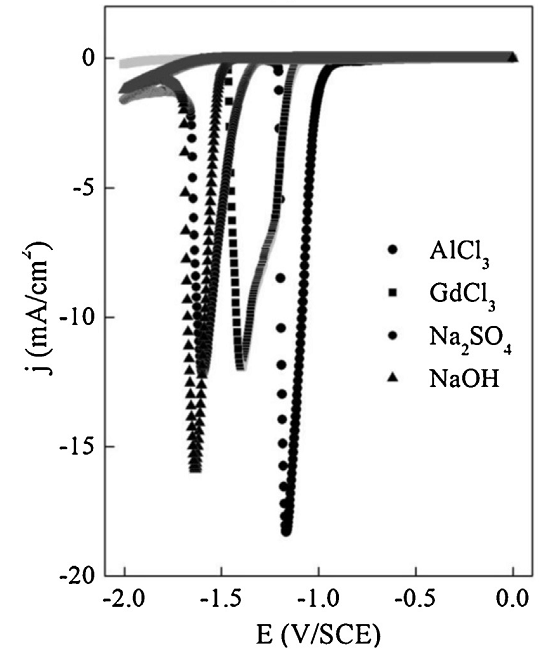 0
-5
-10
-15
-20
j (mA/cm²)
AlCl₃
GdCl₃
Na₂SO₄
NaOH
-2.0 -1.5 -1.0 -0.5 0.0
E (V/SCE)